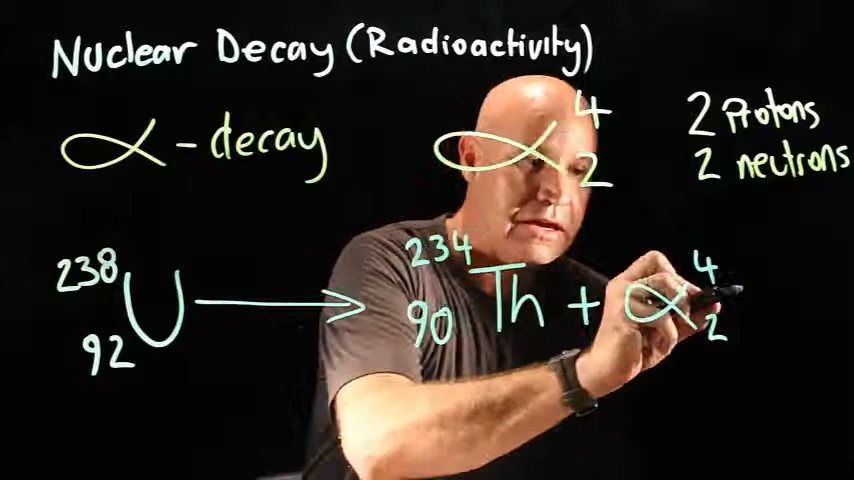 Nuclear Decay (Radioactivity)
α - decay α 4 2
2 Protons
2 neutrons
238 92 U → 234 90 Th + α 4 2